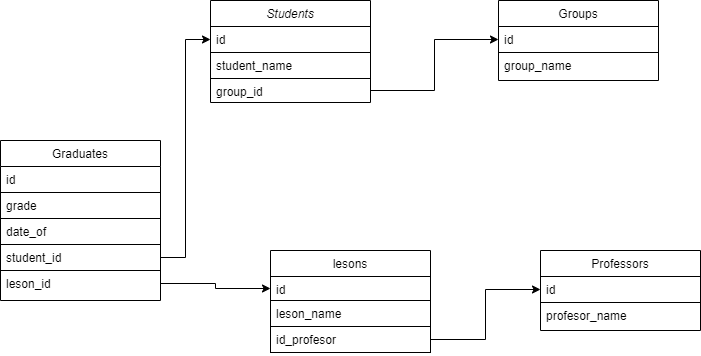 Students
id
student_name
group_id
Groups
id
group_name
Graduates
id
grade
date_of
student_id
leson_id
lesons
id
leson_name
id_profesor
Professors
id
profesor_name